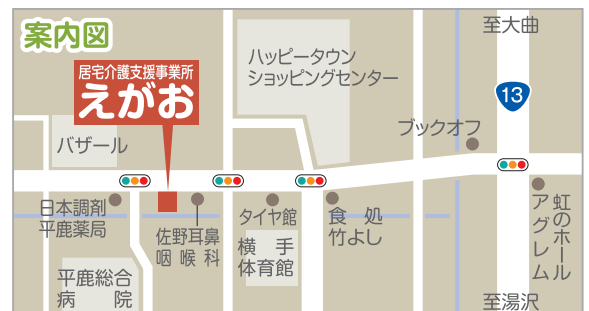 案内図
居宅介護支援事業所
えがお
至大曲
ハッピータウン
ショッピングセンター
13
ブックオフ
バザール
日本調剤
平鹿薬局
佐野耳鼻
咽喉科
タイヤ館
食処
竹よし
虹のホール
アグレム
横手
体育館
平鹿総合
病院
至湯沢